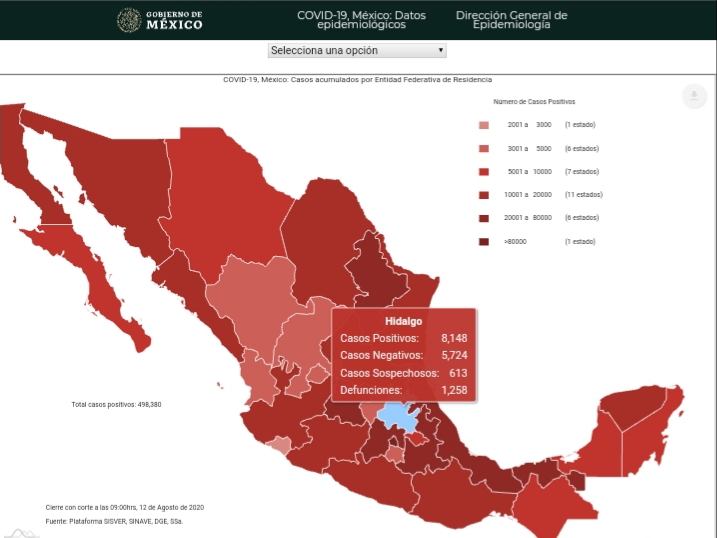 GOBIERNO DE
MÉXICO
COVID-19, México: Datos
epidemiológicos
Dirección General de
Epidemiología
Selecciona una opción
COVID-19, México: Casos acumulados por Entidad Federativa de Residencia
Número de Casos Positivos
2001 a 3000 (1 estado)
3001 a 5000 (6 estados)
5001 a 10000 (7 estados)
10001 a 20000 (11 estados)
20001 a 80000 (6 estados)
>80000 (1 estado)
Hidalgo
Casos Positivos: 8,148
Casos Negativos: 5,724
Casos Sospechosos: 613
Defunciones: 1,258
Total casos positivos: 498,380
Cierre con corte a las 09:00hrs, 12 de Agosto de 2020
Fuente: Plataforma SISVER, SINAVE, DGE, SSa.